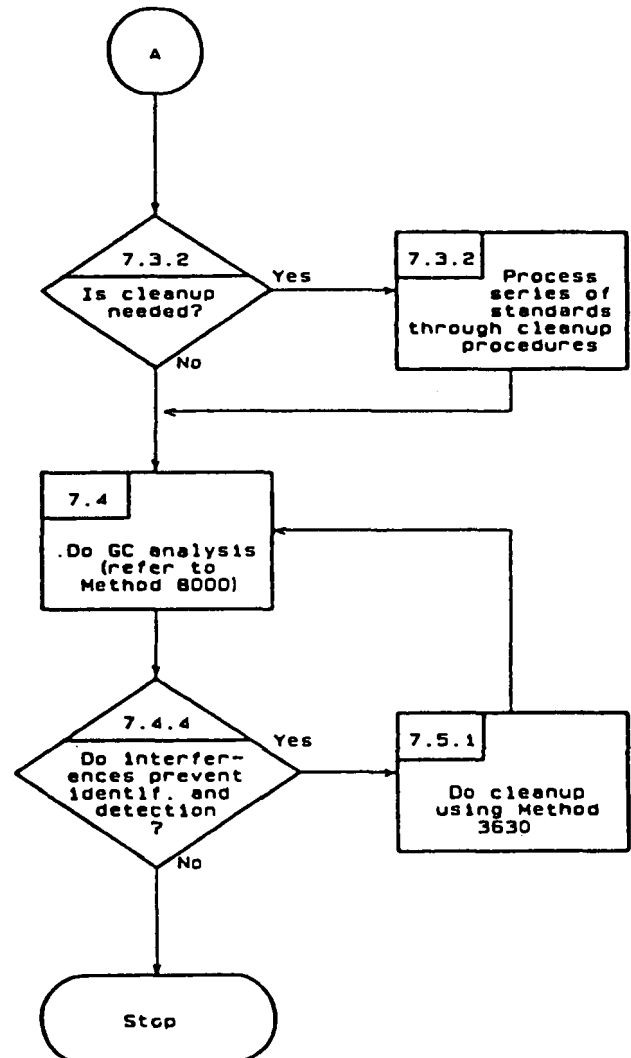 A
7.3.2
Is cleanup
needed?
Yes
No
7.3.2
Process
series of
standards
through cleanup
procedures
7.4
.Do GC analysis
(refer to
Method 8000)
7.4.4
Do interfer-
ences prevent
identif. and
detection
?
Yes
No
7.5.1
Do cleanup
using Method
3630
Stop